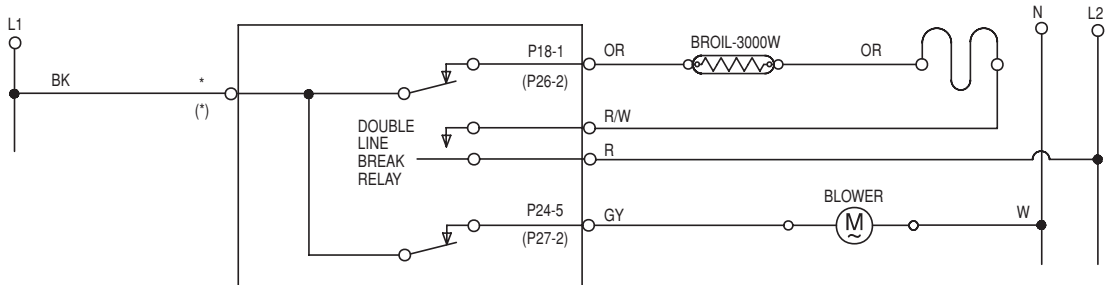 L1
N
L2
BK
*
(*)
P18-1
(P26-2)
OR
BROIL-3000W
OR
R/W
DOUBLE
LINE
BREAK
RELAY
R
P24-5
(P27-2)
GY
BLOWER
M
~
W